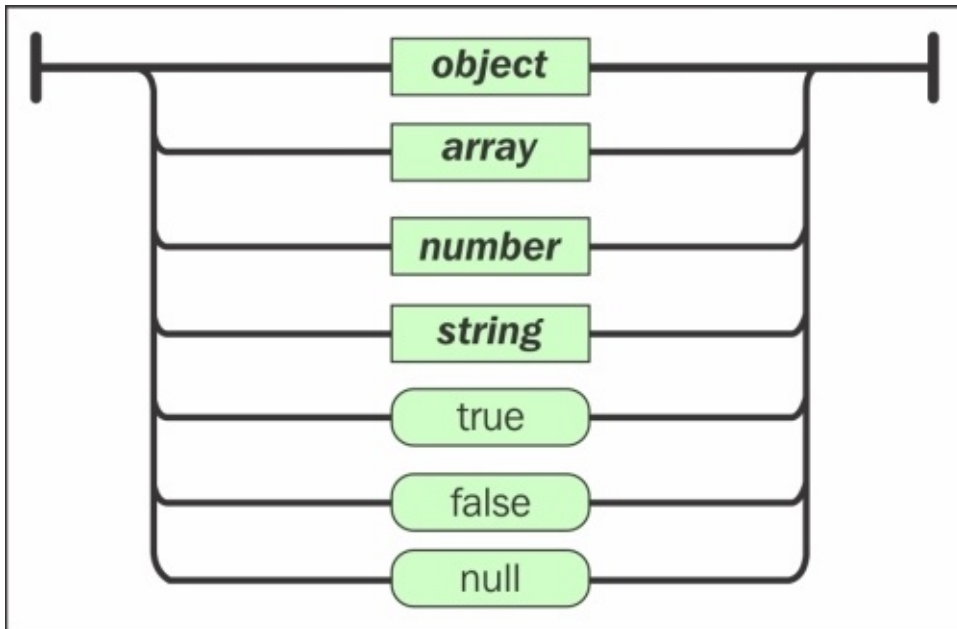 object
array
number
string
true
false
null